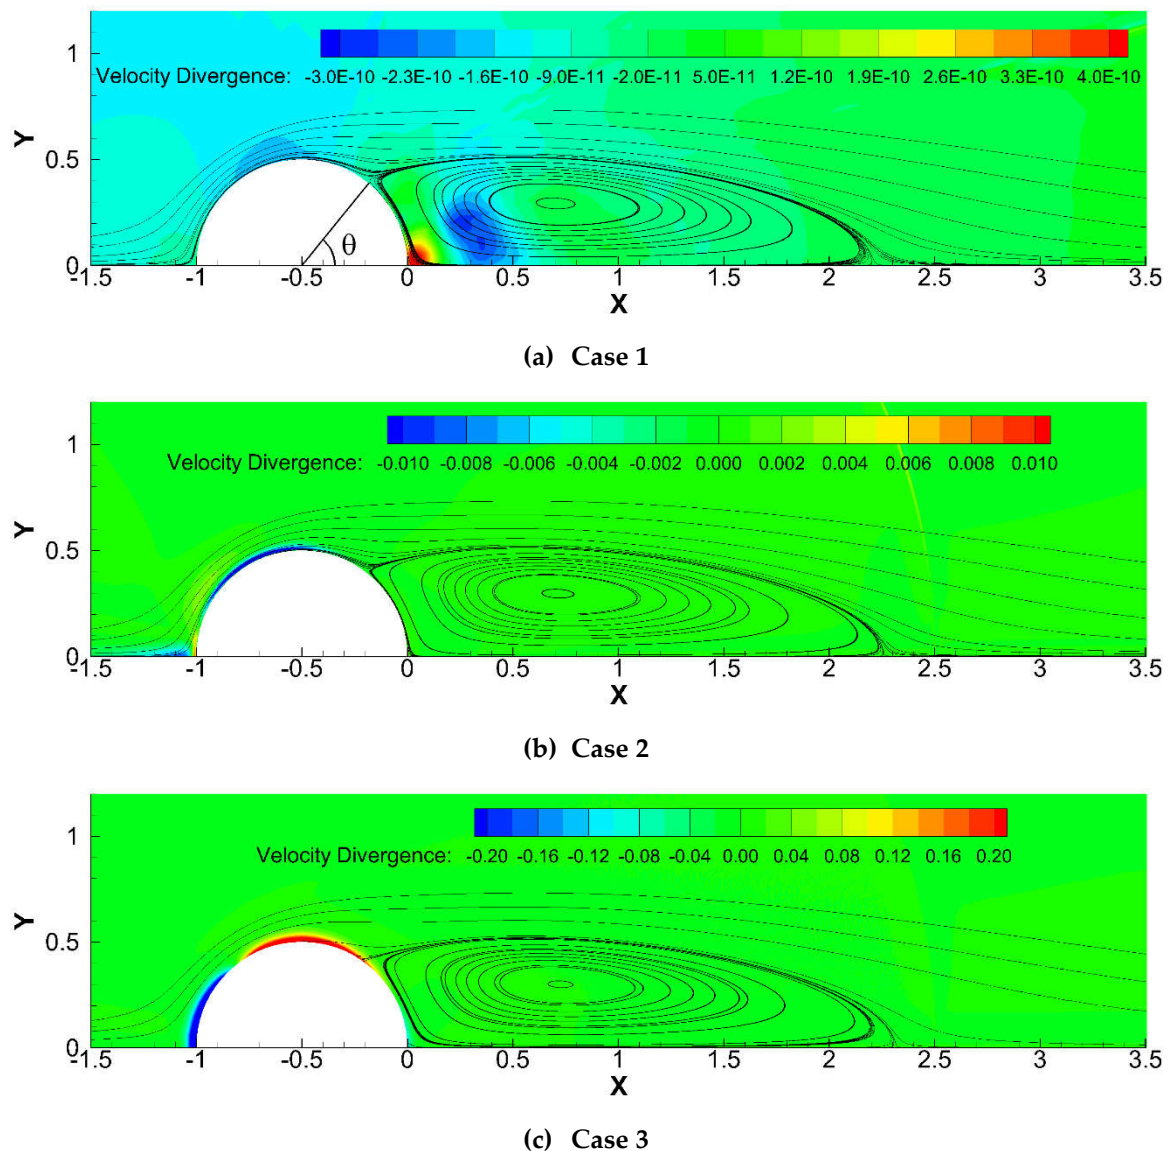 Y
1
0.5
0
Velocity Divergence: -3.0E-10 -2.3E-10 -1.6E-10 -9.0E-11 -2.0E-11 5.0E-11 1.2E-10 1.9E-10 2.6E-10 3.3E-10 4.0E-10
θ
-1.5 -1 -0.5 0 0.5 1 1.5 2 2.5 3 3.5
X
(a) Case 1
Y
1
0.5
0
Velocity Divergence: -0.010 -0.008 -0.006 -0.004 -0.002 0.000 0.002 0.004 0.006 0.008 0.010
-1.5 -1 -0.5 0 0.5 1 1.5 2 2.5 3 3.5
X
(b) Case 2
Y
1
0.5
0
Velocity Divergence: -0.20 -0.16 -0.12 -0.08 -0.04 0.00 0.04 0.08 0.12 0.16 0.20
-1.5 -1 -0.5 0 0.5 1 1.5 2 2.5 3 3.5
X
(c) Case 3